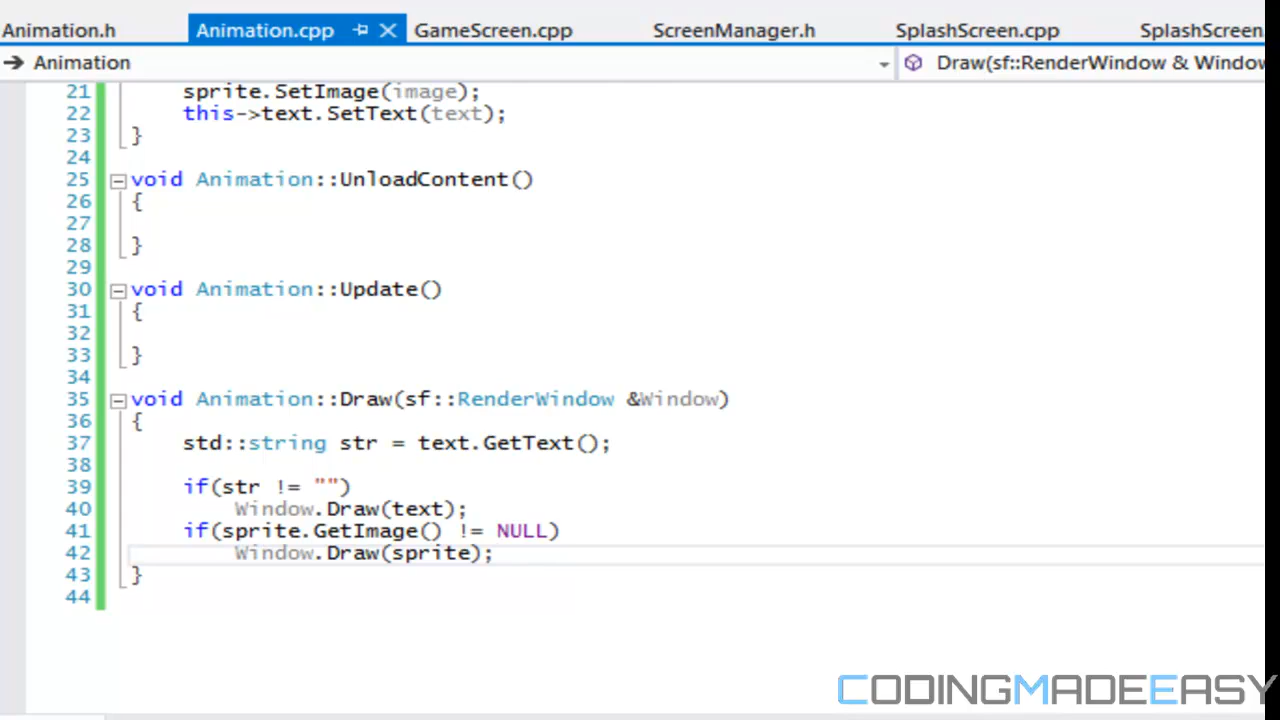 Animation.h Animation.cpp GameScreen.cpp ScreenManager.h SplashScreen.cpp SplashScreen.
Animation Draw(sf::RenderWindow & Window
21 sprite.SetImage(image);
22 this->text.SetText(text);
23 }
24
25 void Animation::UnloadContent()
26 {
27
28 }
29
30 void Animation::Update()
31 {
32
33 }
34
35 void Animation::Draw(sf::RenderWindow &Window)
36 {
37 std::string str = text.GetText();
38
39 if(str != "")
40 Window.Draw(text);
41 if(sprite.GetImage() != NULL)
42 Window.Draw(sprite);
43 }
44
CODINGMADEEASY